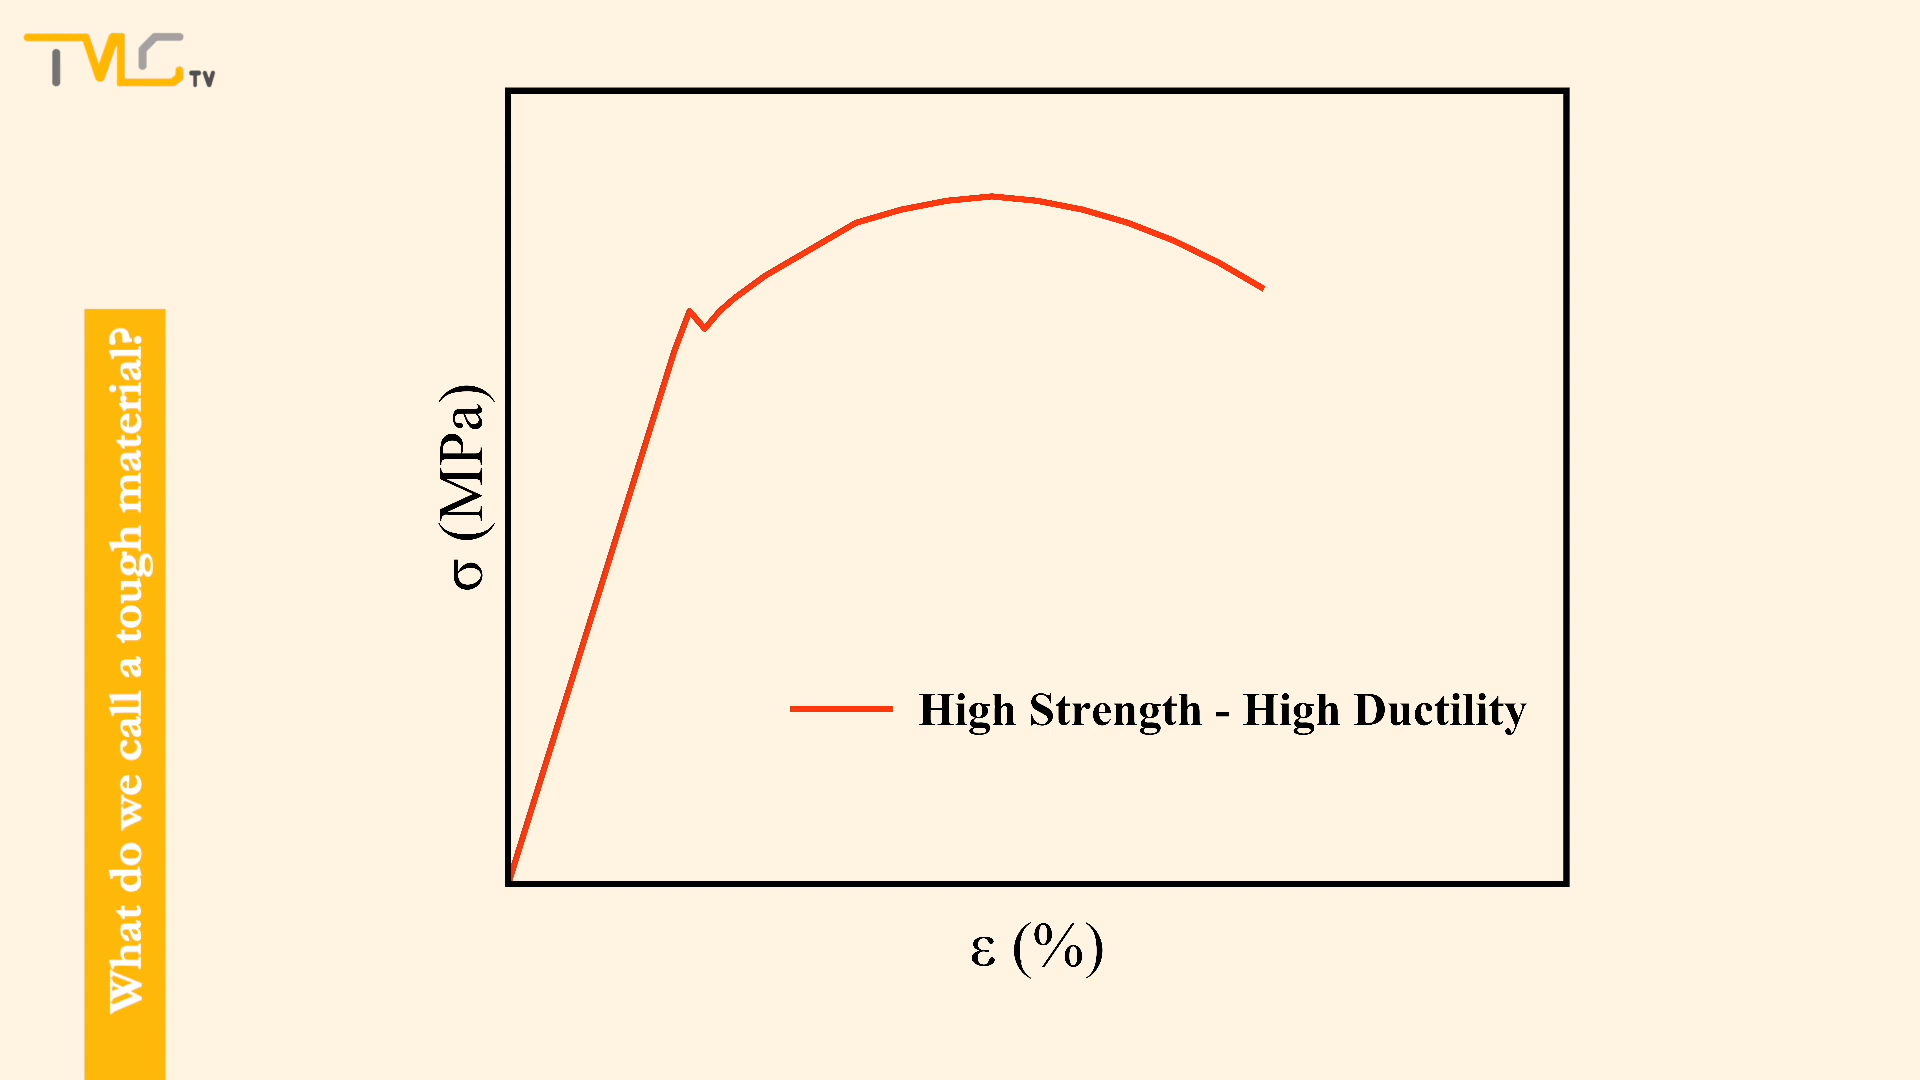 TMC TV
What do we call a tough material?
σ (MPa)
High Strength - High Ductility
ε (%)